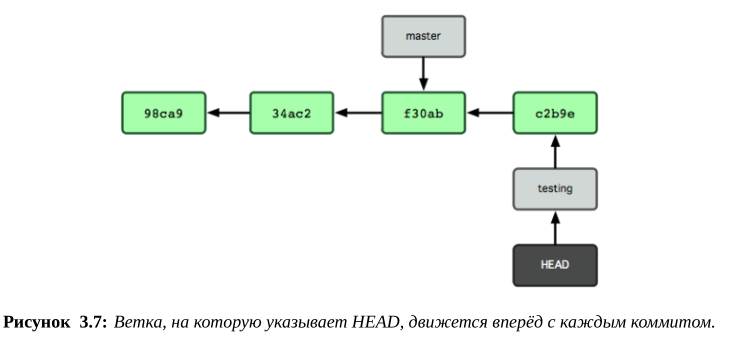 master
98ca9 34ac2 f30ab c2b9e
testing
HEAD
Рисунок 3.7: Ветка, на которую указывает HEAD, движется вперёд с каждым коммитом.